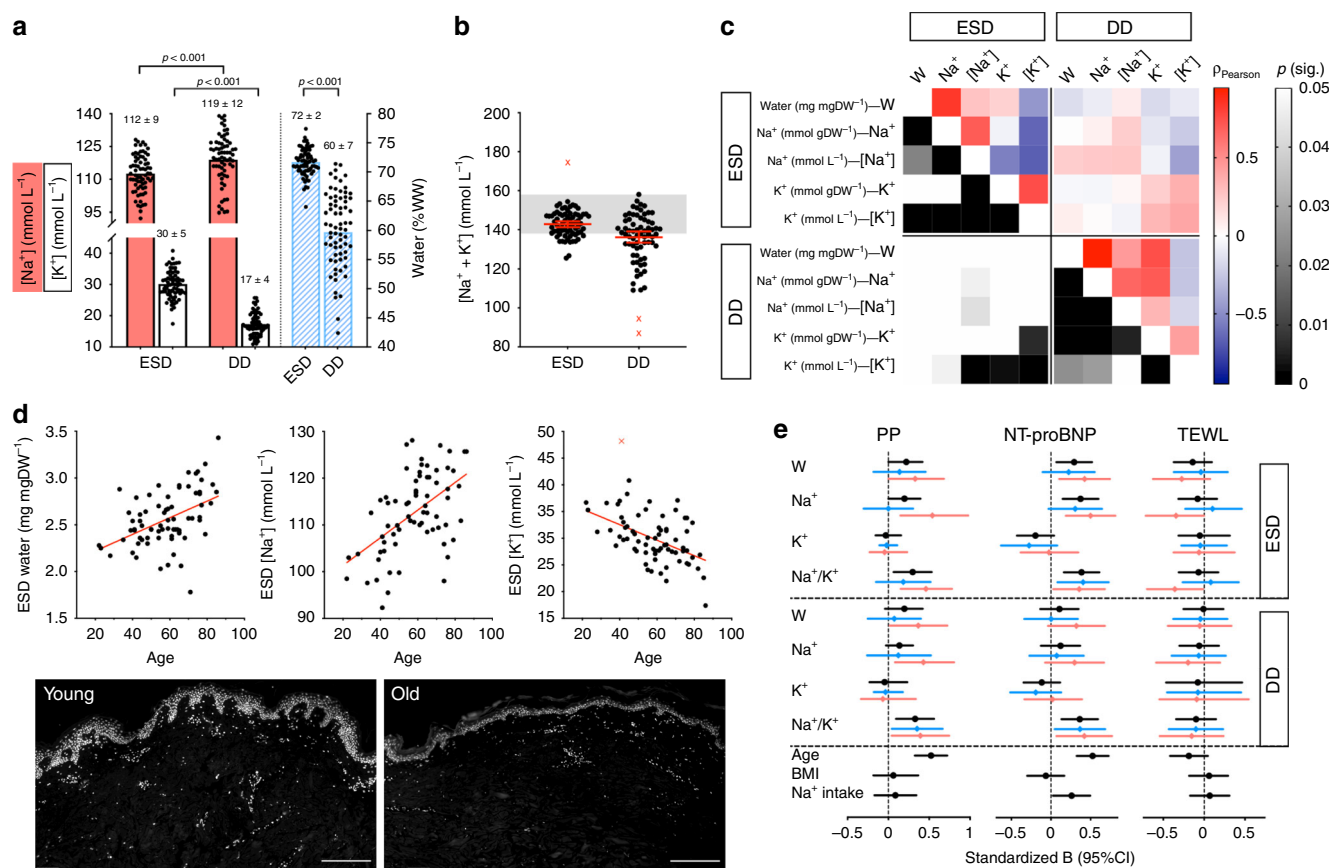 a
p < 0.001
p < 0.001
p < 0.001
112 ± 9
30 ± 5
119 ± 12
17 ± 4
72 ± 2
60 ± 7
[Na⁺] (mmol L⁻¹)
[K⁺] (mmol L⁻¹)
140
125
110
95
40
30
20
10
Water (%WW)
80
75
70
65
60
55
50
45
40
ESD
DD
ESD
DD
b
[Na⁺ + K⁺] (mmol L⁻¹)
200
180
160
140
120
100
80
ESD
DD
c
ESD
DD
W
Na⁺
[Na⁺]
K⁺
[K⁺]
W
Na⁺
[Na⁺]
K⁺
[K⁺]
ESD
Water (mg mgDW⁻¹)—W
Na⁺ (mmol gDW⁻¹)—Na⁺
Na⁺ (mmol L⁻¹)—[Na⁺]
K⁺ (mmol gDW⁻¹)—K⁺
K⁺ (mmol L⁻¹)—[K⁺]
DD
Water (mg mgDW⁻¹)—W
Na⁺ (mmol gDW⁻¹)—Na⁺
Na⁺ (mmol L⁻¹)—[Na⁺]
K⁺ (mmol gDW⁻¹)—K⁺
K⁺ (mmol L⁻¹)—[K⁺]
ρPearson
0.5
0
−0.5
p (sig.)
0.05
0.04
0.03
0.02
0.01
0
d
ESD water (mg mgDW⁻¹)
3.5
3.0
2.5
2.0
1.5
20 40 60 80 100
Age
ESD [Na⁺] (mmol L⁻¹)
130
120
110
100
90
20 40 60 80 100
Age
ESD [K⁺] (mmol L⁻¹)
50
45
40
35
31
25
20
15
20 40 60 80 100
Age
Young
Old
e
PP
NT-proBNP
TEWL
W
Na⁺
K⁺
Na⁺/K⁺
ESD
W
Na⁺
K⁺
Na⁺/K⁺
DD
Age
BMI
Na⁺ intake
−0.5 0 0.5 1
−0.5 0 0.5 1
−0.5 0 0.5
Standardized B (95%CI)